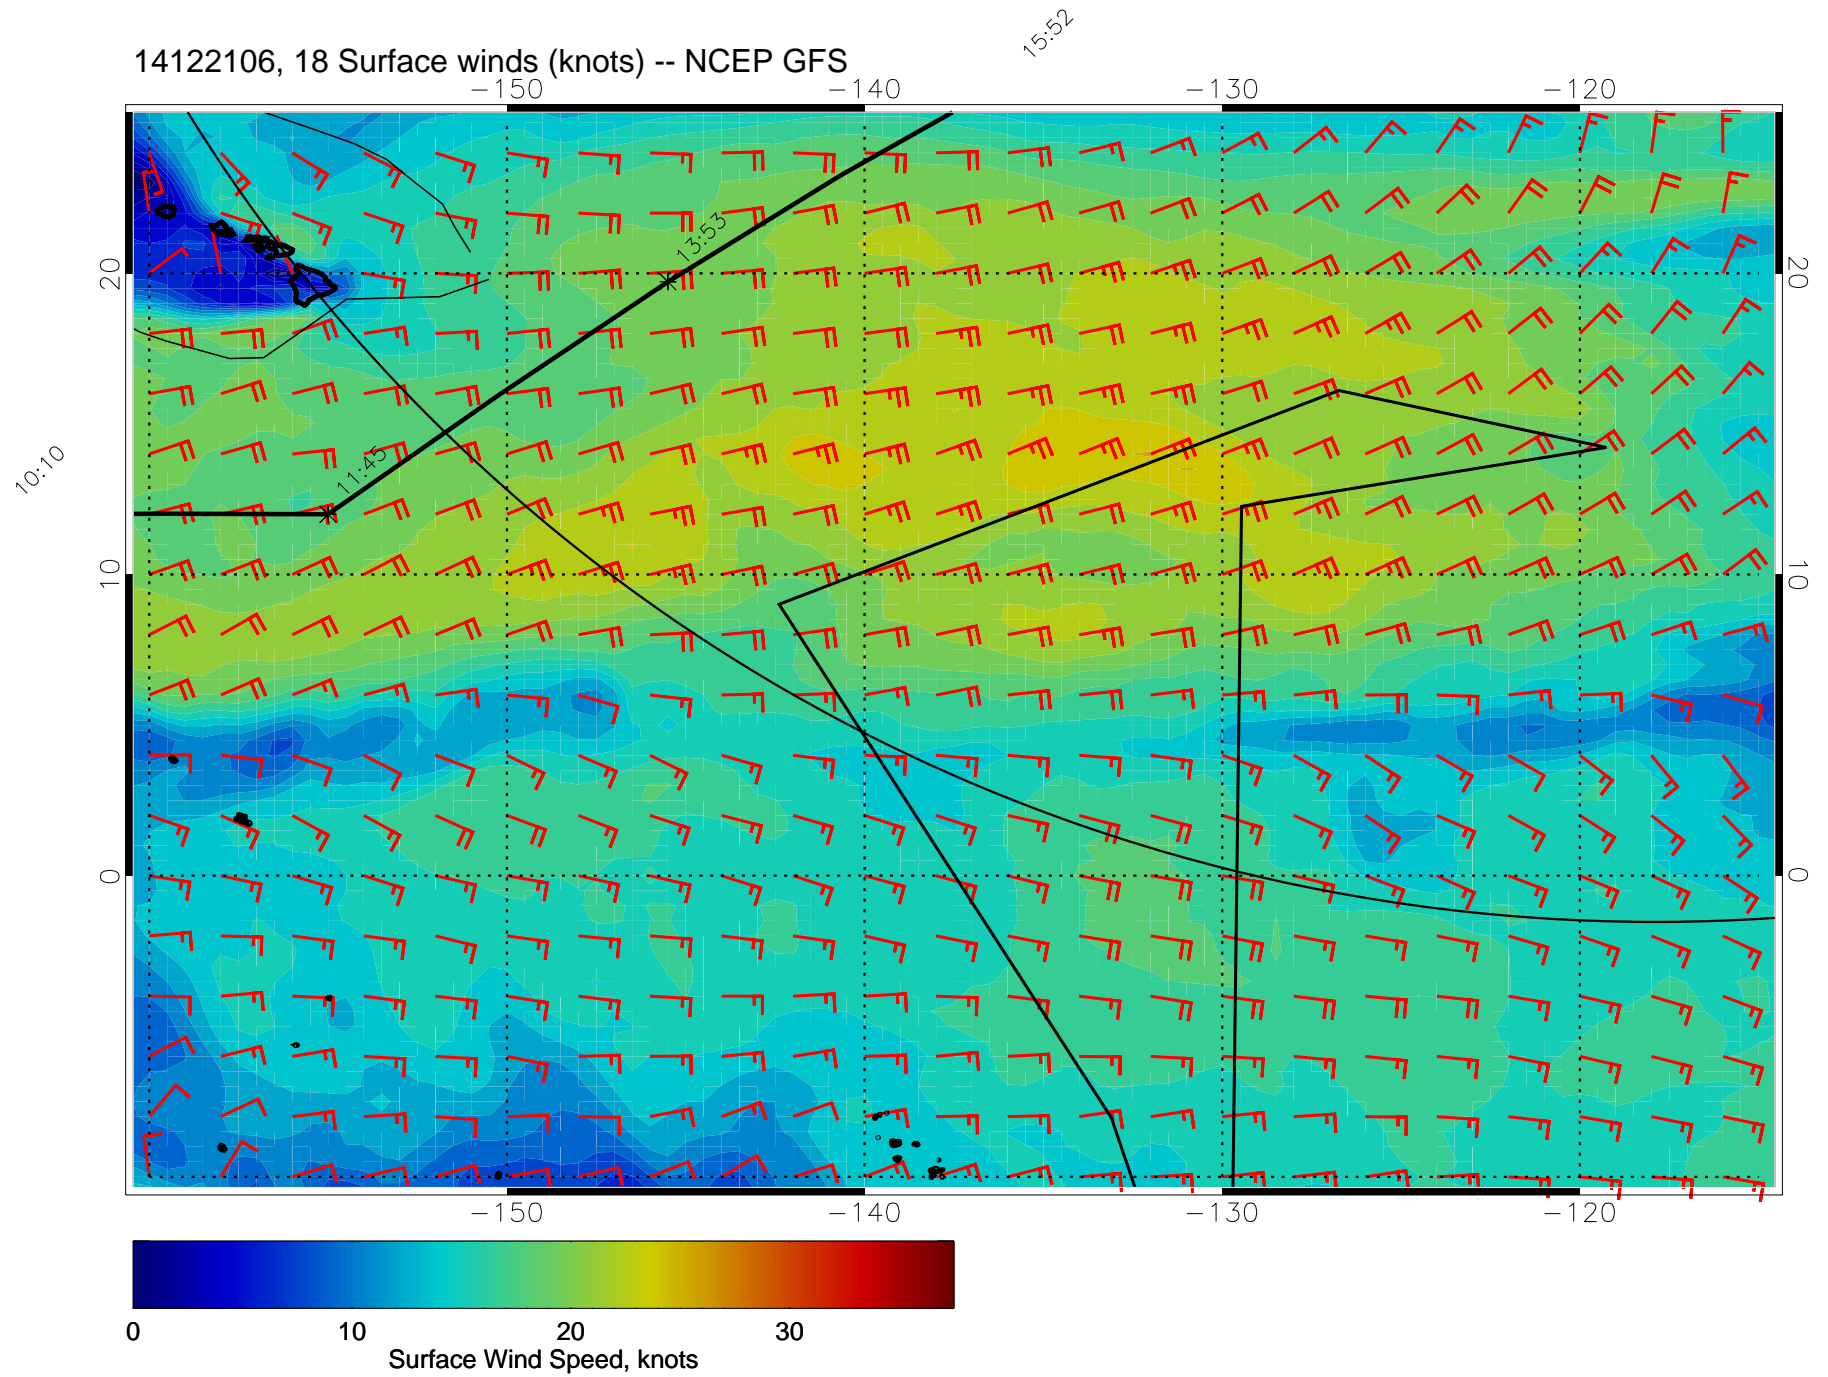 15:52
14122106, 18 Surface winds (knots) -- NCEP GFS
-150 -140 -130 -120
13:53
20 20
11:45
10:10
10 10
0 0
-150 -140 -130 -120
0 10 20 30
Surface Wind Speed, knots